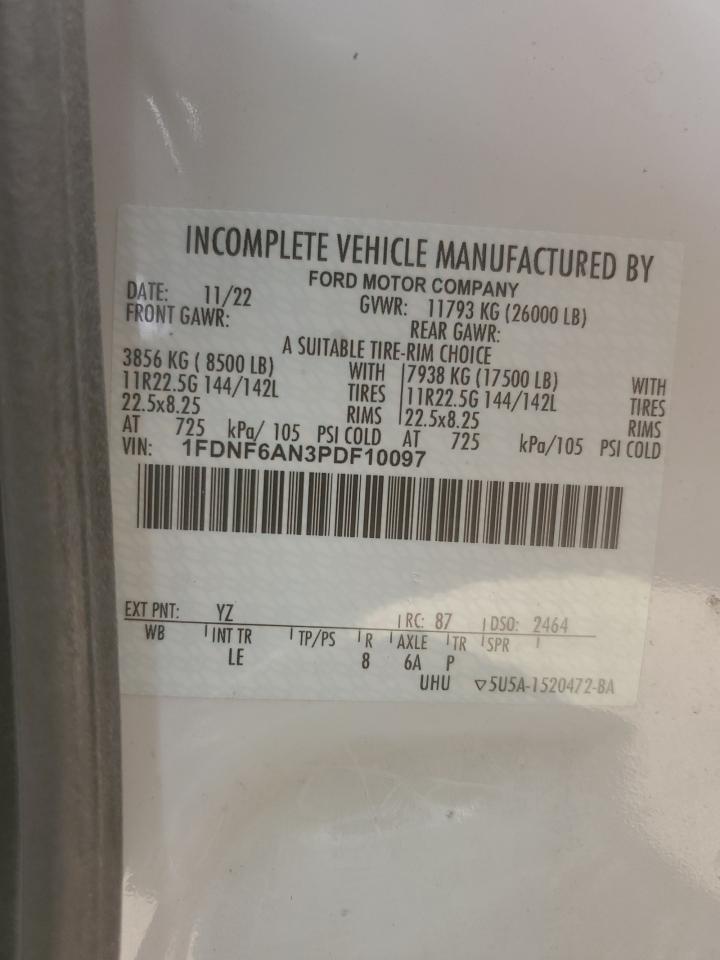 INCOMPLETE VEHICLE MANUFACTURED BY
FORD MOTOR COMPANY
DATE: 11/22 GVWR: 11793 KG (26000 LB)
FRONT GAWR: REAR GAWR:
A SUITABLE TIRE-RIM CHOICE
3856 KG ( 8500 LB) WITH 7938 KG (17500 LB) WITH
11R22.5G 144/142L TIRES 11R22.5G 144/142L TIRES
22.5x8.25 RIMS 22.5x8.25 RIMS
AT 725 kPa/ 105 PSI COLD AT 725 kPa/105 PSI COLD
VIN: 1FDNF6AN3PDF10097
EXT PNT: YZ RC: 87 DSO: 2464
WB INT TR TP/PS R AXLE TR SPR
LE 8 6A P
UHU ▽5U5A-1520472-BA